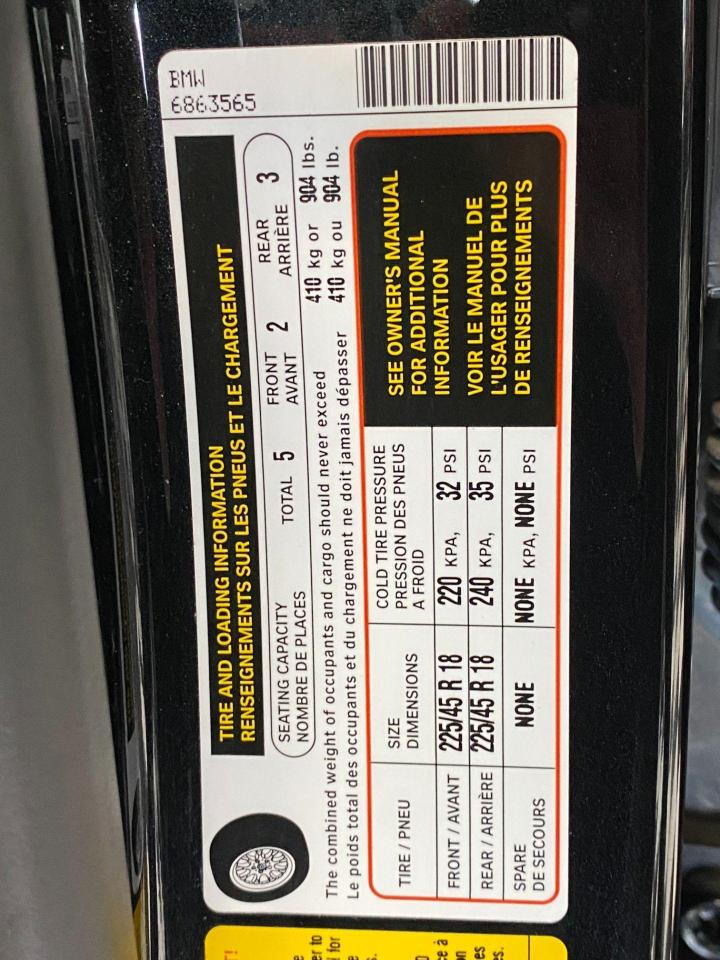 BMW
6863565
TIRE AND LOADING INFORMATION
RENSEIGNEMENTS SUR LES PNEUS ET LE CHARGEMENT
SEATING CAPACITY
NOMBRE DE PLACES
TOTAL 5
FRONT
AVANT
2
REAR
ARRIÈRE
3
The combined weight of occupants and cargo should never exceed 410 kg or 904 lbs.
Le poids total des occupants et du chargement ne doit jamais dépasser 410 kg ou 904 lb.
TIRE / PNEU
SIZE
DIMENSIONS
COLD TIRE PRESSURE
PRESSION DES PNEUS
A FROID
FRONT / AVANT 225/45 R 18 220 KPA, 32 PSI
REAR / ARRIÈRE 225/45 R 18 240 KPA, 35 PSI
SPARE
DE SECOURS
NONE NONE KPA, NONE PSI
SEE OWNER'S MANUAL
FOR ADDITIONAL
INFORMATION
VOIR LE MANUEL DE
L'USAGER POUR PLUS
DE RENSEIGNEMENTS